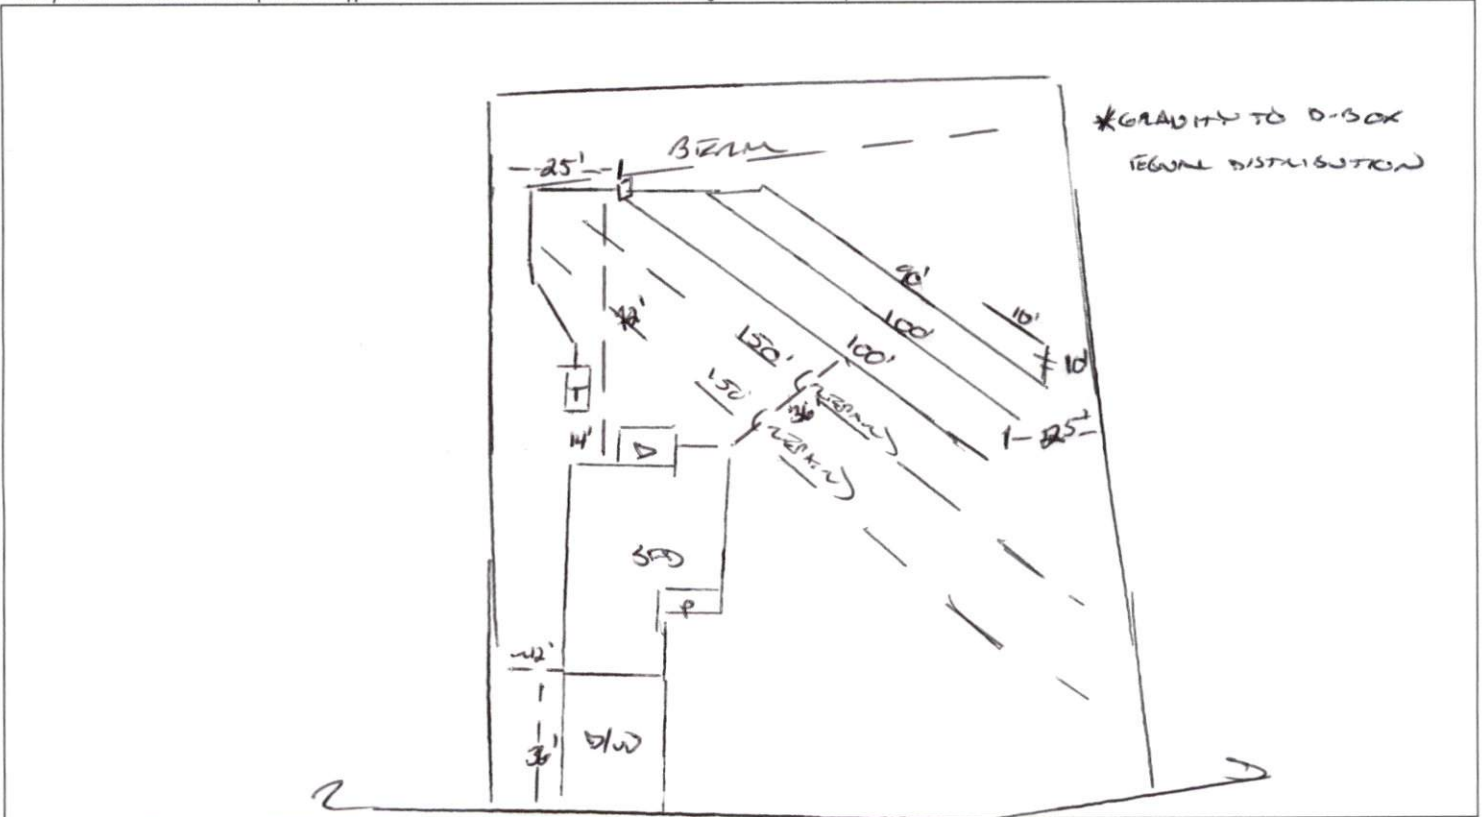 *GRAVITY TO D-BOX
EQUAL DISTRIBUTION
BERM
25'
90'
10'
10'
100'
100'
150'
150'
36
25'
14'
T
D
SFD
P
12'
36'
D/W